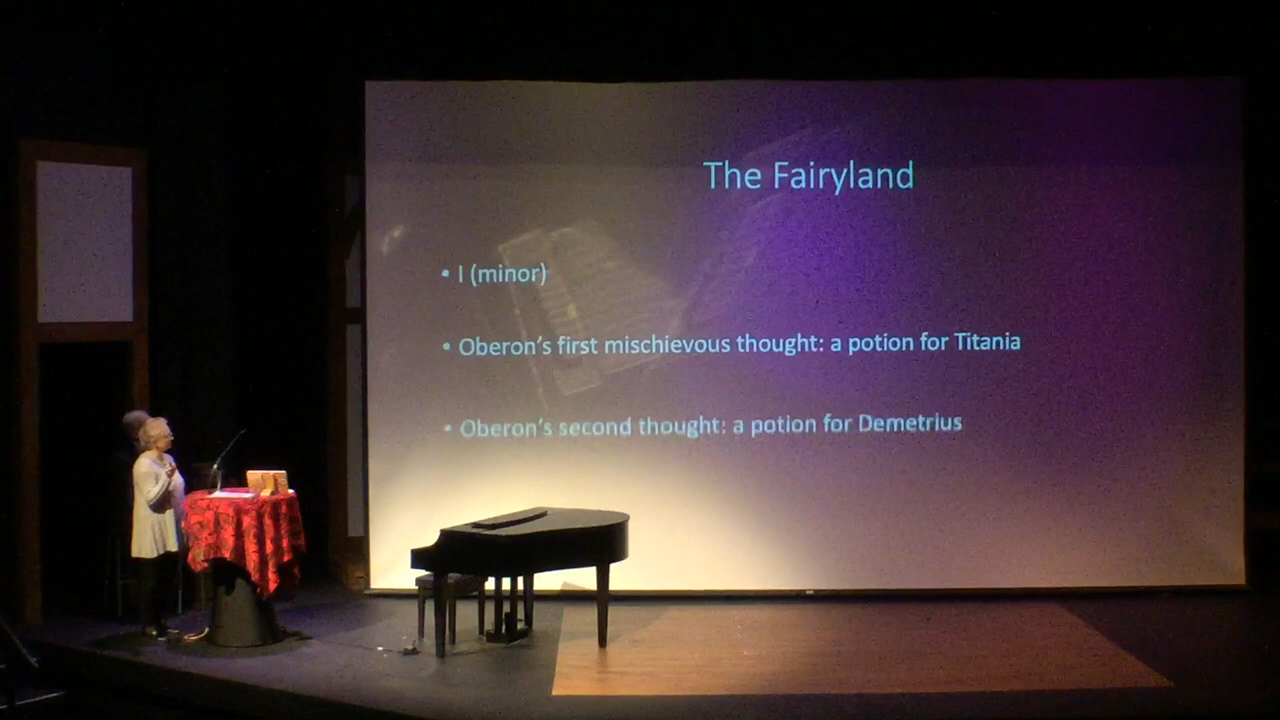 The Fairyland
• I (minor)
• Oberon's first mischievous thought: a potion for Titania
• Oberon's second thought: a potion for Demetrius